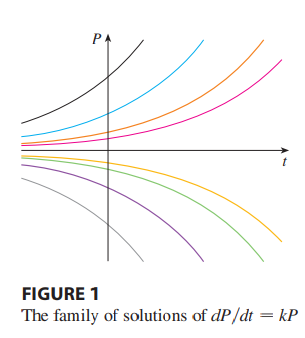 P
t
FIGURE 1
The family of solutions of dP/dt = kP